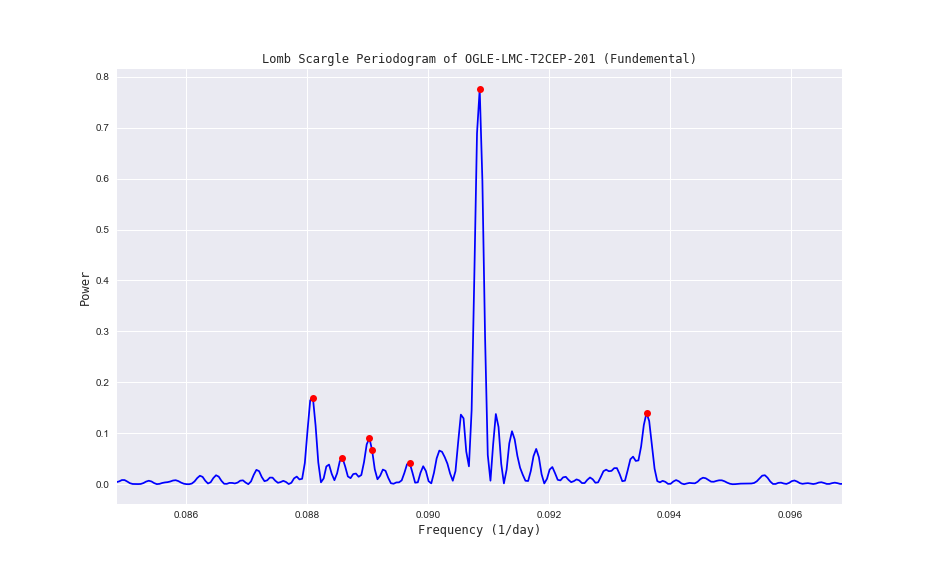 Lomb Scargle Periodogram of OGLE-LMC-T2CEP-201 (Fundemental)
0.8
0.7
0.6
0.5
0.4
0.3
0.2
0.1
0.0
Power
0.086 0.088 0.090 0.092 0.094 0.096
Frequency (1/day)